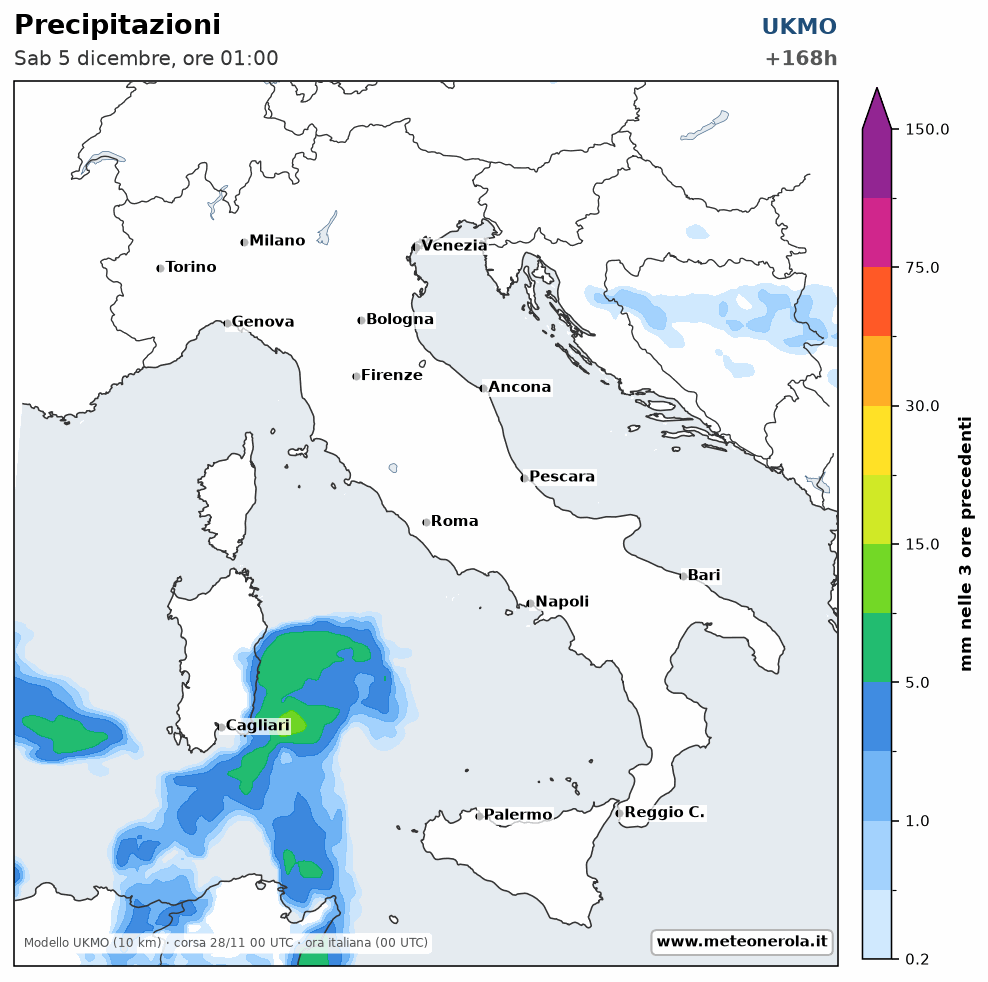 Precipitazioni
UKMO
Sab 5 dicembre, ore 01:00
+168h
150.0
75.0
30.0
15.0
5.0
1.0
0.2
mm nelle 3 ore precedenti
Milano
Venezia
Torino
Genova
Bologna
Firenze
Ancona
Pescara
Roma
Bari
Napoli
Cagliari
Palermo
Reggio C.
Modello UKMO (10 km) · corsa 28/11 00 UTC · ora italiana (00 UTC)
www.meteonerola.it